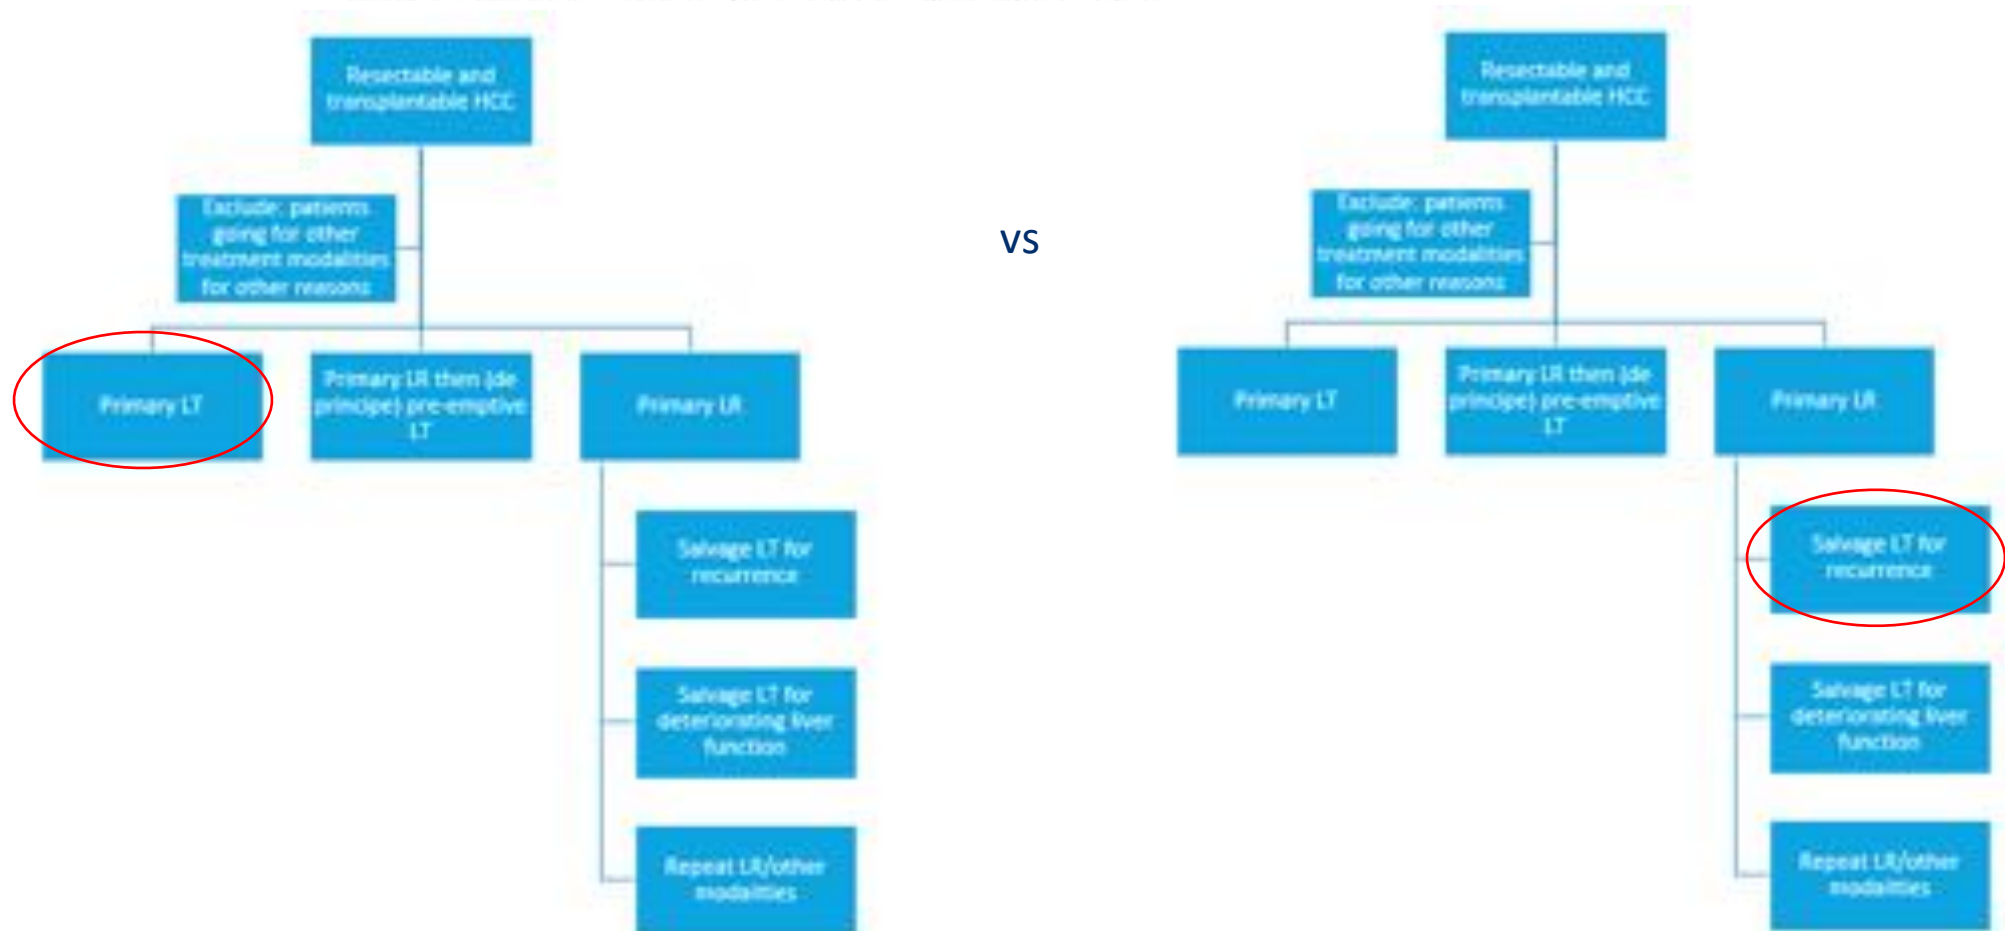 Resectable and
transplantable HCC
Exclude: patients
going for other
treatment modalities
for other reasons
Primary LT
Primary LR then (de
principe) pre-emptive
LT
Primary LR
Salvage LT for
recurrence
Salvage LT for
deteriorating liver
function
Repeat LR/other
modalities
vs
Resectable and
transplantable HCC
Exclude: patients
going for other
treatment modalities
for other reasons
Primary LT
Primary LR then (de
principe) pre-emptive
LT
Primary LR
Salvage LT for
recurrence
Salvage LT for
deteriorating liver
function
Repeat LR/other
modalities